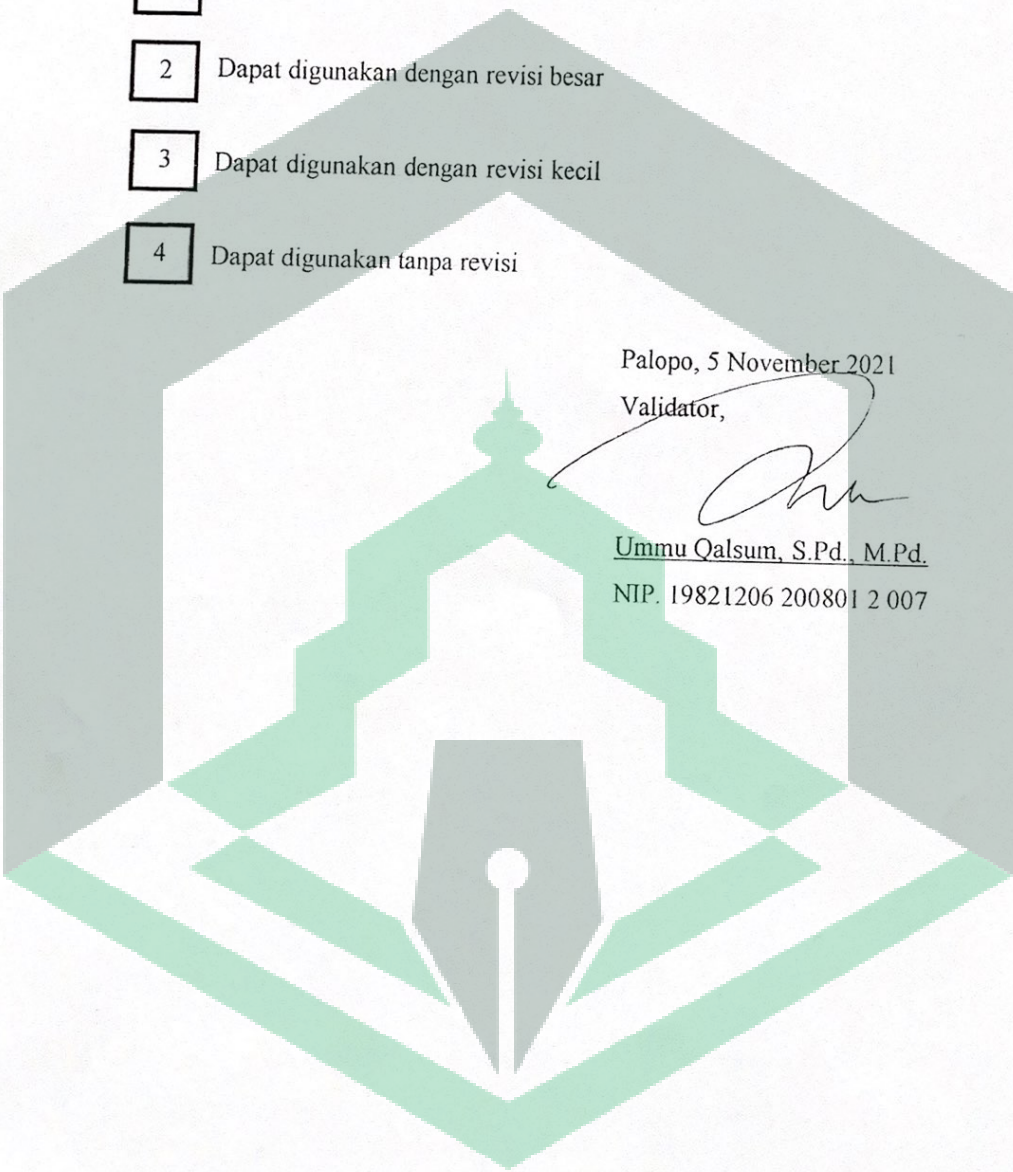 2 Dapat digunakan dengan revisi besar
3 Dapat digunakan dengan revisi kecil
4 Dapat digunakan tanpa revisi
Palopo, 5 November 2021
Validator,
Ummu Qalsum, S.Pd., M.Pd.
NIP. 19821206 200801 2 007